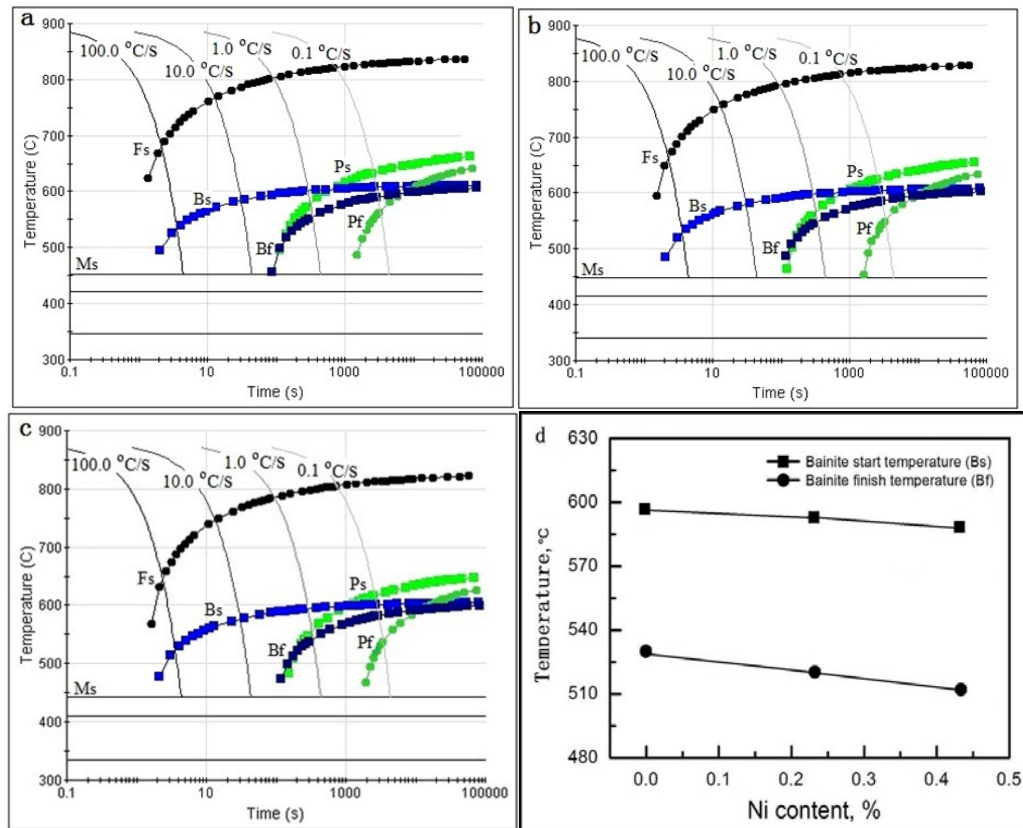 a
900
800
700
600
500
400
300
Temperature (C)
100.0 °C/S
10.0 °C/S
1.0 °C/S
0.1 °C/S
Fs
Bs
Ps
Bf
Pf
Ms
0.1 10 1000 100000
Time (s)
b
900
800
700
600
500
400
300
Temperature (C)
100.0 °C/S
10.0 °C/S
1.0 °C/S
0.1 °C/S
Fs
Bs
Ps
Bf
Pf
Ms
0.1 10 1000 100000
Time (s)
c
900
800
700
600
500
400
300
Temperature (C)
100.0 °C/S
10.0 °C/S
1.0 °C/S
0.1 °C/S
Fs
Bs
Ps
Bf
Pf
Ms
0.1 10 1000 100000
Time (s)
d
630
600
570
540
510
480
Temperature, °C
Bainite start temperature (Bs)
Bainite finish temperature (Bf)
0.0 0.1 0.2 0.3 0.4 0.5
Ni content, %